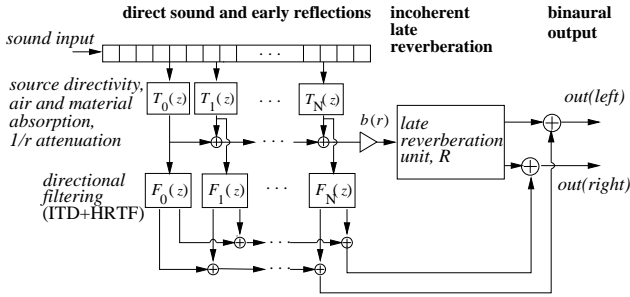 direct sound and early reflections
incoherent
late
reverberation
binaural
output
sound input
. . .
source directivity,
air and material
absorption,
1/r attenuation
T0(z)
T1(z)
. . .
TN(z)
b(r)
late
reverberation
unit, R
out(left)
out(right)
. . .
directional
filtering
(ITD+HRTF)
F0(z)
F1(z)
. . .
FN(z)
. . .
. . .